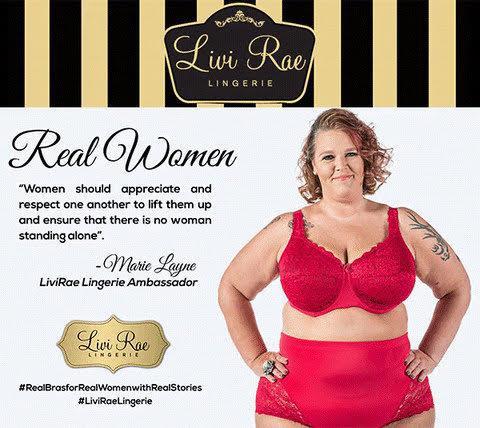 Livi Rae
LINGERIE
Real Women
“Women should appreciate and
respect one another to lift them up
and ensure that there is no woman
standing alone”.
-Marie Layne
LiviRae Lingerie Ambassador
Livi Rae
LINGERIE
#RealBrasforRealWomenwithRealStories
#LiviRaeLingerie